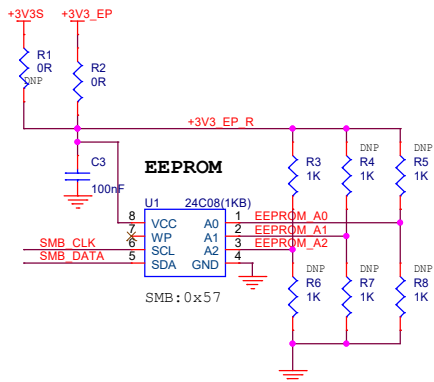 +3V3S +3V3_EP
R1
0R
DNP
R2
0R
+3V3_EP_R
C3
100nF
EEPROM
U1 24C08(1KB)
8 VCC A0 1 EEPROM_A0
7 WP A1 2 EEPROM_A1
SMB_CLK 6 SCL A2 3 EEPROM_A2
SMB_DATA 5 SDA GND 4
SMB:0x57
R3
1K
DNP
R4
1K
DNP
R5
1K
R6
1K
DNP
R7
1K
DNP
R8
1K